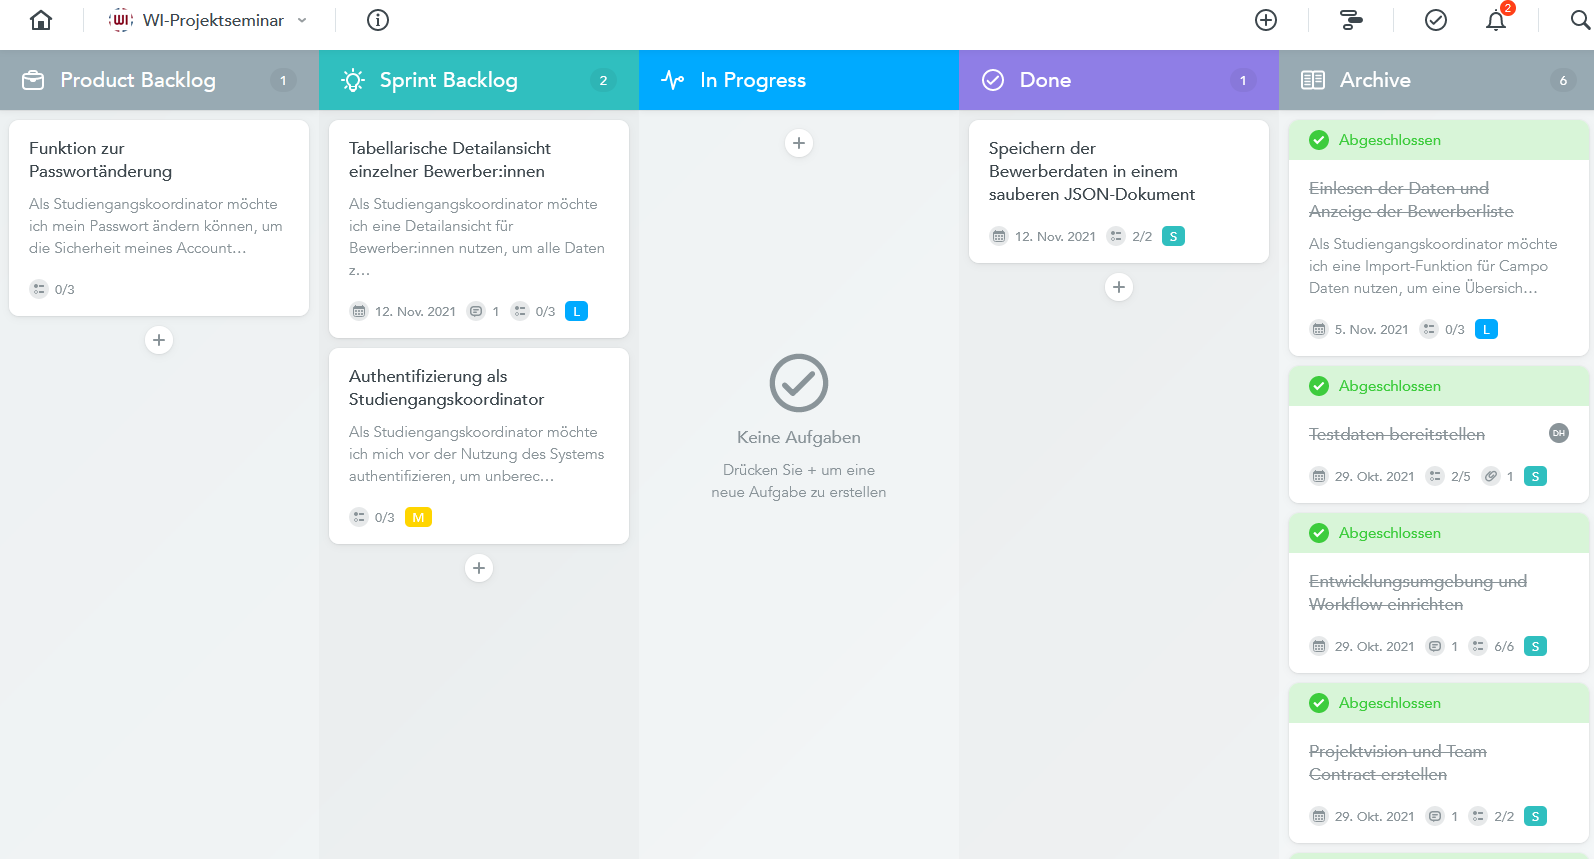 WI
WI-Projektseminar
2
Product Backlog
1
Funktion zur
Passwortänderung
Als Studiengangskoordinator möchte
ich mein Passwort ändern können, um
die Sicherheit meines Account...
0/3
Sprint Backlog
2
Tabellarische Detailansicht
einzelner Bewerber:innen
Als Studiengangskoordinator möchte
ich eine Detailansicht für
Bewerber:innen nutzen, um alle Daten
z...
12. Nov. 2021
1
0/3
L
Authentifizierung als
Studiengangskoordinator
Als Studiengangskoordinator möchte
ich mich vor der Nutzung des Systems
authentifizieren, um unberec...
0/3
M
In Progress
Keine Aufgaben
Drücken Sie + um eine
neue Aufgabe zu erstellen
Done
1
Speichern der
Bewerberdaten in einem
sauberen JSON-Dokument
12. Nov. 2021
2/2
S
Archive
6
Abgeschlossen
Einlesen der Daten und
Anzeige der Bewerberliste
Als Studiengangskoordinator möchte
ich eine Import-Funktion für Campo
Daten nutzen, um eine Übersich...
5. Nov. 2021
0/3
L
Abgeschlossen
Testdaten bereitstellen
DH
29. Okt. 2021
2/5
1
S
Abgeschlossen
Entwicklungsumgebung und
Workflow einrichten
29. Okt. 2021
1
6/6
S
Abgeschlossen
Projektvision und Team
Contract erstellen
29. Okt. 2021
1
2/2
S